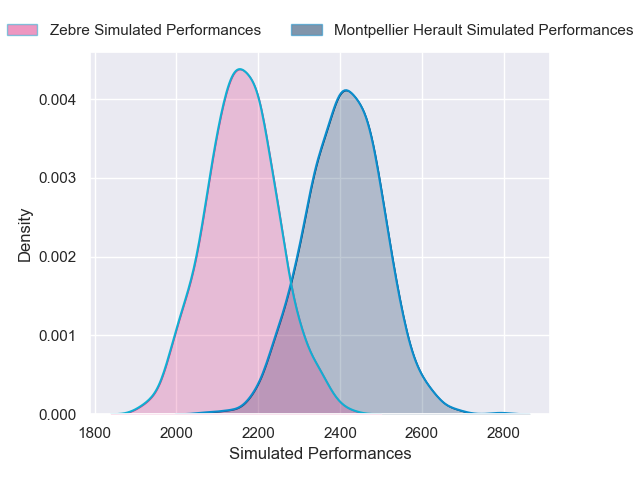 Zebre Simulated Performances
Montpellier Herault Simulated Performances
0.004
0.003
0.002
0.001
0.000
Density
1800
2000
2200
2400
2600
2800
Simulated Performances